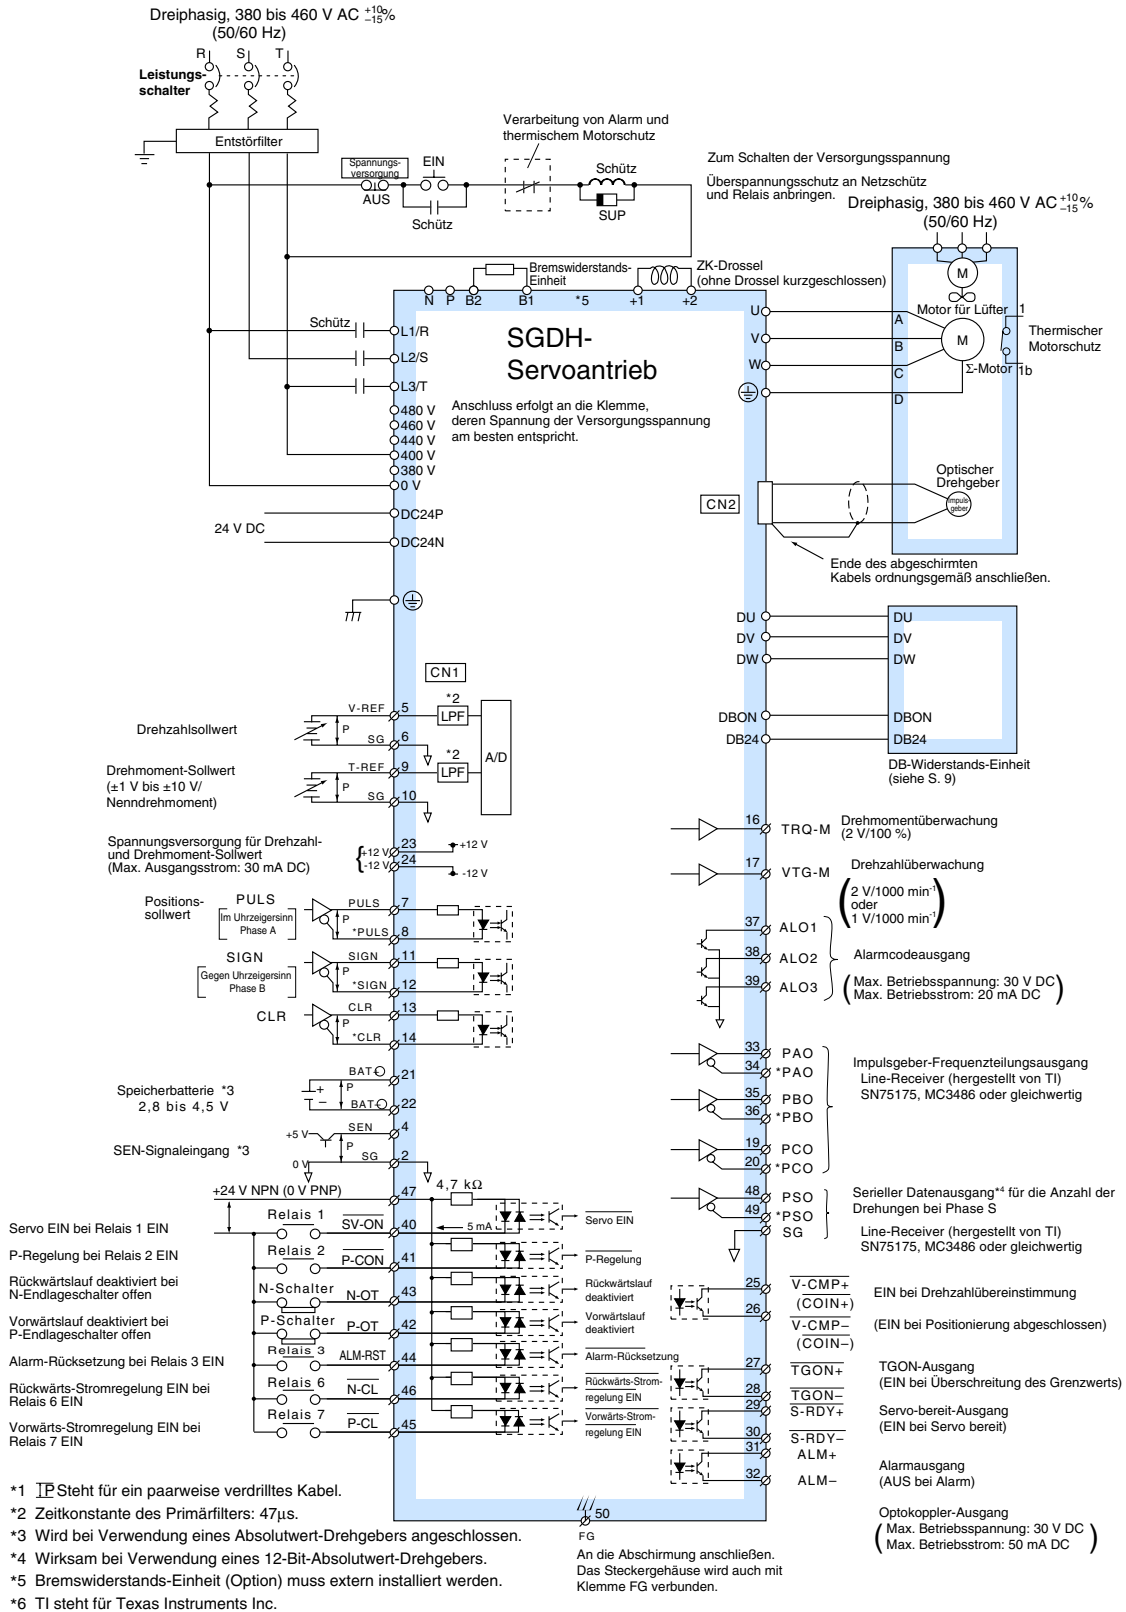 Dreiphasig, 380 bis 460 V AC +10 –15 %
(50/60 Hz)
R S T
Leistungs-
schalter
Entstörfilter
Verarbeitung von Alarm und
thermischem Motorschutz
Spannungs-
versorgung
EIN
AUS
Schütz
Schütz
SUP
Zum Schalten der Versorgungsspannung
Überspannungsschutz an Netzschütz
und Relais anbringen.
Dreiphasig, 380 bis 460 V AC +10 –15 %
(50/60 Hz)
Bremswiderstands-
Einheit
ZK-Drossel
(ohne Drossel kurzgeschlossen)
N P B2 B1 *5 +1 +2
SGDH-
Servoantrieb
Anschluss erfolgt an die Klemme,
deren Spannung der Versorgungsspannung
am besten entspricht.
Schütz
L1/R
L2/S
L3/T
480 V
460 V
440 V
400 V
380 V
0 V
24 V DC
DC24P
DC24N
U
V
W
A
B
C
D
M
Motor für Lüfter
M
Σ-Motor
1
1b
Thermischer
Motorschutz
CN2
Optischer
Drehgeber
Impuls-
geber
Ende des abgeschirmten
Kabels ordnungsgemäß anschließen.
DU DU
DV DV
DW DW
DBON DBON
DB24 DB24
DB-Widerstands-Einheit
(siehe S. 9)
CN1
Drehzahlsollwert
V-REF 5
P
SG 6
*2
LPF
A/D
Drehmoment-Sollwert
(±1 V bis ±10 V/
Nenndrehmoment)
T-REF 9
P
SG 10
*2
LPF
Spannungsversorgung für Drehzahl-
und Drehmoment-Sollwert
(Max. Ausgangsstrom: 30 mA DC)
+12 V 23 +12 V
-12 V 24 -12 V
Positions-
sollwert
PULS
Im Uhrzeigersinn
Phase A
PULS 7
P
*PULS 8
SIGN
Gegen Uhrzeigersinn
Phase B
SIGN 11
P
*SIGN 12
CLR
CLR 13
P
*CLR 14
Speicherbatterie *3
2,8 bis 4,5 V
+
–
BAT+ 21
P
BAT– 22
SEN-Signaleingang *3
+5 V SEN 4
P
0 V SG 2
+24 V NPN (0 V PNP) 47
4,7 kΩ
5 mA
Servo EIN bei Relais 1 EIN
Relais 1
SV-ON 40
Servo EIN
P-Regelung bei Relais 2 EIN
Relais 2
P-CON 41
P-Regelung
Rückwärtslauf deaktiviert bei
N-Endlageschalter offen
N-Schalter
N-OT 43
Rückwärtslauf
deaktiviert
Vorwärtslauf deaktiviert bei
P-Endlageschalter offen
P-Schalter
P-OT 42
Vorwärtslauf
deaktiviert
Alarm-Rücksetzung bei Relais 3 EIN
Relais 3
ALM-RST 44
Alarm-Rücksetzung
Rückwärts-Stromregelung EIN bei
Relais 6 EIN
Relais 6
N-CL 46
Rückwärts-Strom-
regelung EIN
Vorwärts-Stromregelung EIN bei
Relais 7 EIN
Relais 7
P-CL 45
Vorwärts-Strom-
regelung EIN
16 TRQ-M
Drehmomentüberwachung
(2 V/100 %)
17 VTG-M
Drehzahlüberwachung
(2 V/1000 min-1
oder
1 V/1000 min-1)
37 ALO1
38 ALO2
39 ALO3
Alarmcodeausgang
(Max. Betriebsspannung: 30 V DC
Max. Betriebsstrom: 20 mA DC)
33 PAO
34 *PAO
35 PBO
36 *PBO
19 PCO
20 *PCO
Impulsgeber-Frequenzteilungsausgang
Line-Receiver (hergestellt von TI)
SN75175, MC3486 oder gleichwertig
48 PSO
49 *PSO
SG
Serieller Datenausgang*4 für die Anzahl der
Drehungen bei Phase S
Line-Receiver (hergestellt von TI)
SN75175, MC3486 oder gleichwertig
25 V-CMP+
(COIN+)
26 V-CMP–
(COIN–)
EIN bei Drehzahlübereinstimmung
(EIN bei Positionierung abgeschlossen)
27 TGON+
28 TGON–
TGON-Ausgang
(EIN bei Überschreitung des Grenzwerts)
29 S-RDY+
30 S-RDY–
Servo-bereit-Ausgang
(EIN bei Servo bereit)
31 ALM+
32 ALM–
Alarmausgang
(AUS bei Alarm)
Optokoppler-Ausgang
(Max. Betriebsspannung: 30 V DC
Max. Betriebsstrom: 50 mA DC)
50
FG
An die Abschirmung anschließen.
Das Steckergehäuse wird auch mit
Klemme FG verbunden.
*1 P Steht für ein paarweise verdrilltes Kabel.
*2 Zeitkonstante des Primärfilters: 47μs.
*3 Wird bei Verwendung eines Absolutwert-Drehgebers angeschlossen.
*4 Wirksam bei Verwendung eines 12-Bit-Absolutwert-Drehgebers.
*5 Bremswiderstands-Einheit (Option) muss extern installiert werden.
*6 TI steht für Texas Instruments Inc.